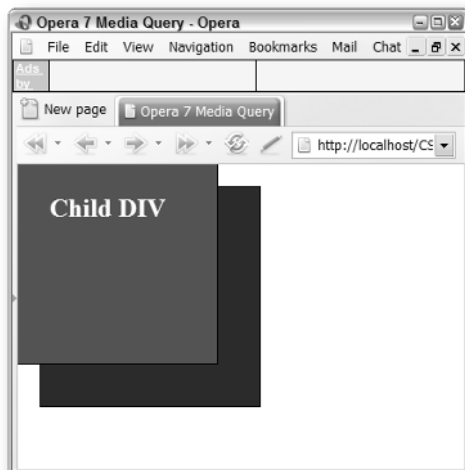 Opera 7 Media Query - Opera
File Edit View Navigation Bookmarks Mail Chat
Ads
by
New page Opera 7 Media Query
http://localhost/CS
Child DIV